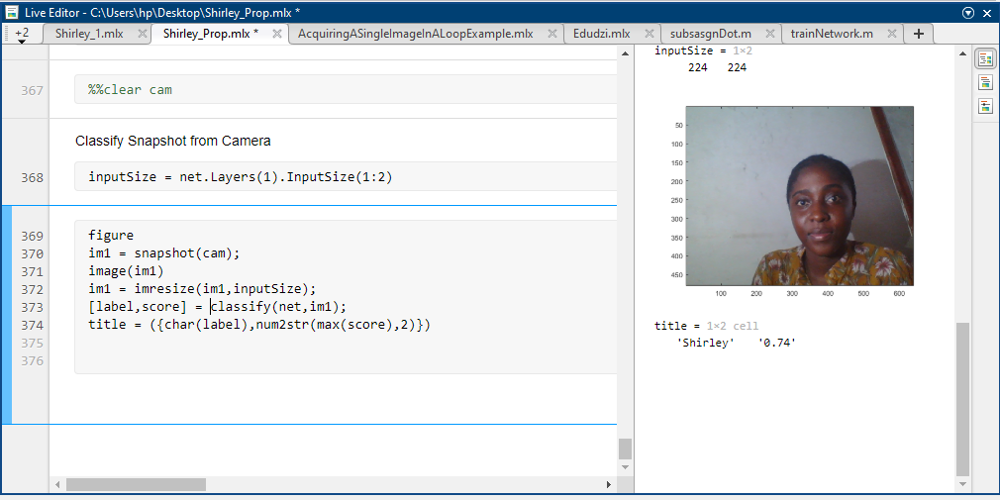 Live Editor - C:\Users\hp\Desktop\Shirley_Prop.mlx *
+2
Shirley_1.mlx
Shirley_Prop.mlx *
AcquiringASingleImageInALoopExample.mlx
Edudzi.mlx
subsasgnDot.m
trainNetwork.m
+
367 %%clear cam
Classify Snapshot from Camera
368 inputSize = net.Layers(1).InputSize(1:2)
369 figure
370 im1 = snapshot(cam);
371 image(im1)
372 im1 = imresize(im1,inputSize);
373 [label,score] = classify(net,im1);
374 title = ({char(label),num2str(max(score),2)})
375
376
inputSize = 1×2
224 224
50
100
150
200
250
300
350
400
450
100 200 300 400 500 600
title = 1×2 cell
'Shirley' '0.74'